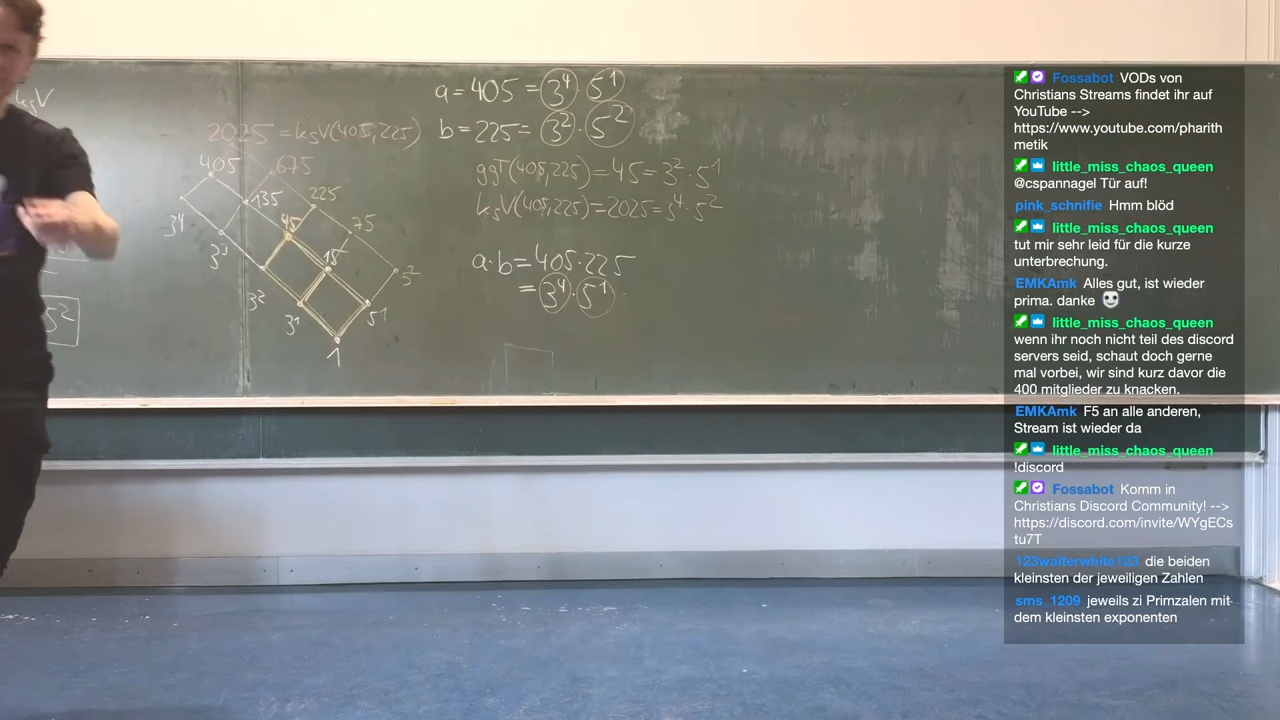 kgV
5²
2025 = kgV(405,225)
405
675
135
225
3⁴
45
75
3³
15
5²
3²
3¹
5¹
1
a = 405 = 3⁴ · 5¹
b = 225 = 3² · 5²
ggT(405,225) = 45 = 3² · 5¹
kgV(405,225) = 2025 = 3⁴ · 5²
a·b = 405·225
= 3⁴ · 5¹ ·
Fossabot VODs von
Christians Streams findet ihr auf
YouTube -->
https://www.youtube.com/pharith
metik
little_miss_chaos_queen
@cspannagel Tür auf!
pink_schnifie Hmm blöd
little_miss_chaos_queen
tut mir sehr leid für die kurze
unterbrechung.
EMKAmk Alles gut, ist wieder
prima. danke
little_miss_chaos_queen
wenn ihr noch nicht teil des discord
servers seid, schaut doch gerne
mal vorbei, wir sind kurz davor die
400 mitglieder zu knacken.
EMKAmk F5 an alle anderen,
Stream ist wieder da
little_miss_chaos_queen
!discord
Fossabot Komm in
Christians Discord Community! -->
https://discord.com/invite/WYgECs
tu7T
123walterwhite123 die beiden
kleinsten der jeweiligen Zahlen
sms_1209 jeweils zi Primzalen mit
dem kleinsten exponenten